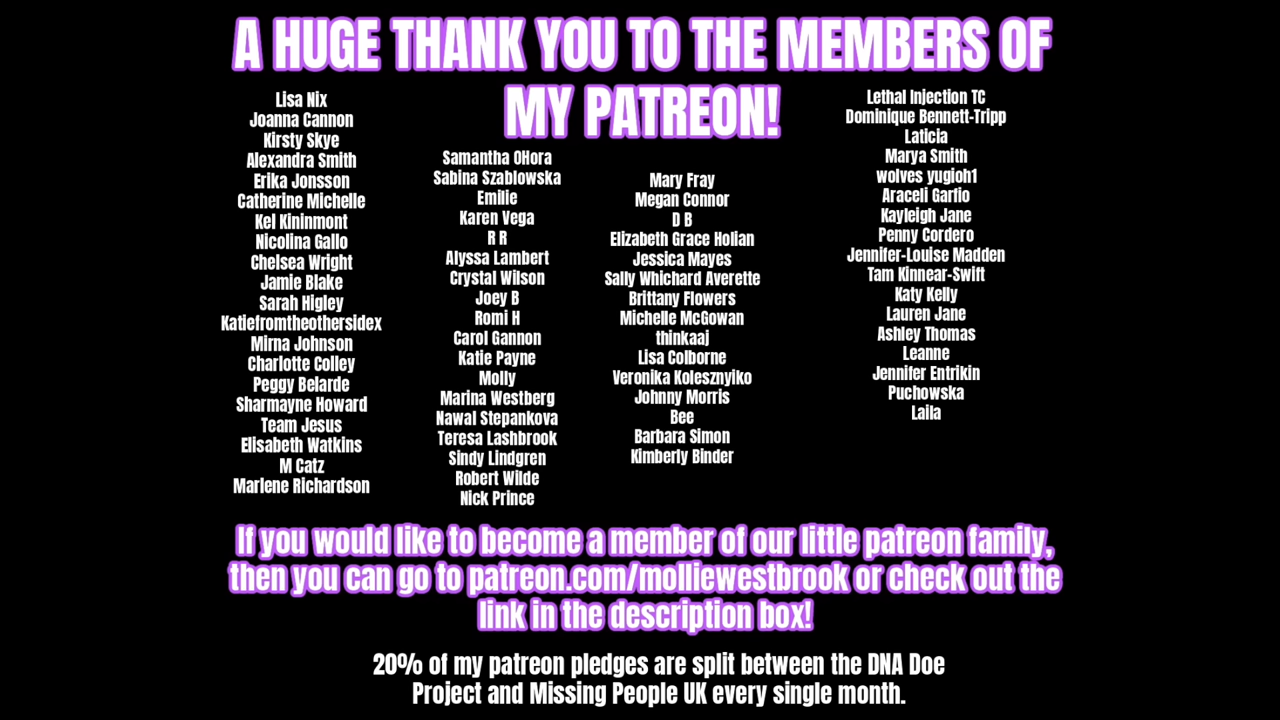 A HUGE THANK YOU TO THE MEMBERS OF
MY PATREON!
Lisa Nix
Joanna Cannon
Kirsty Skye
Alexandra Smith
Erika Jonsson
Catherine Michelle
Kel Kininmont
Nicolina Gallo
Chelsea Wright
Jamie Blake
Sarah Higley
Katiefromtheothersidex
Mirna Johnson
Charlotte Colley
Peggy Belarde
Sharmayne Howard
Team Jesus
Elisabeth Watkins
M Catz
Marlene Richardson
Samantha OHora
Sabina Szablowska
Emilie
Karen Vega
R R
Alyssa Lambert
Crystal Wilson
Joey B
Romi H
Carol Gannon
Katie Payne
Molly
Marina Westberg
Nawal Stepankova
Teresa Lashbrook
Sindy Lindgren
Robert Wilde
Nick Prince
Mary Fray
Megan Connor
D B
Elizabeth Grace Holian
Jessica Mayes
Sally Whichard Averette
Brittany Flowers
Michelle McGowan
thinkaaj
Lisa Colborne
Veronika Kolesznyiko
Johnny Morris
Bee
Barbara Simon
Kimberly Binder
Lethal Injection TC
Dominique Bennett-Tripp
Laticia
Marya Smith
wolves yugioh1
Araceli Garfio
Kayleigh Jane
Penny Cordero
Jennifer-Louise Madden
Tam Kinnear-Swift
Katy Kelly
Lauren Jane
Ashley Thomas
Leanne
Jennifer Entrikin
Puchowska
Laila
If you would like to become a member of our little patreon family,
then you can go to patreon.com/molliewestbrook or check out the
link in the description box!
20% of my patreon pledges are split between the DNA Doe
Project and Missing People UK every single month.